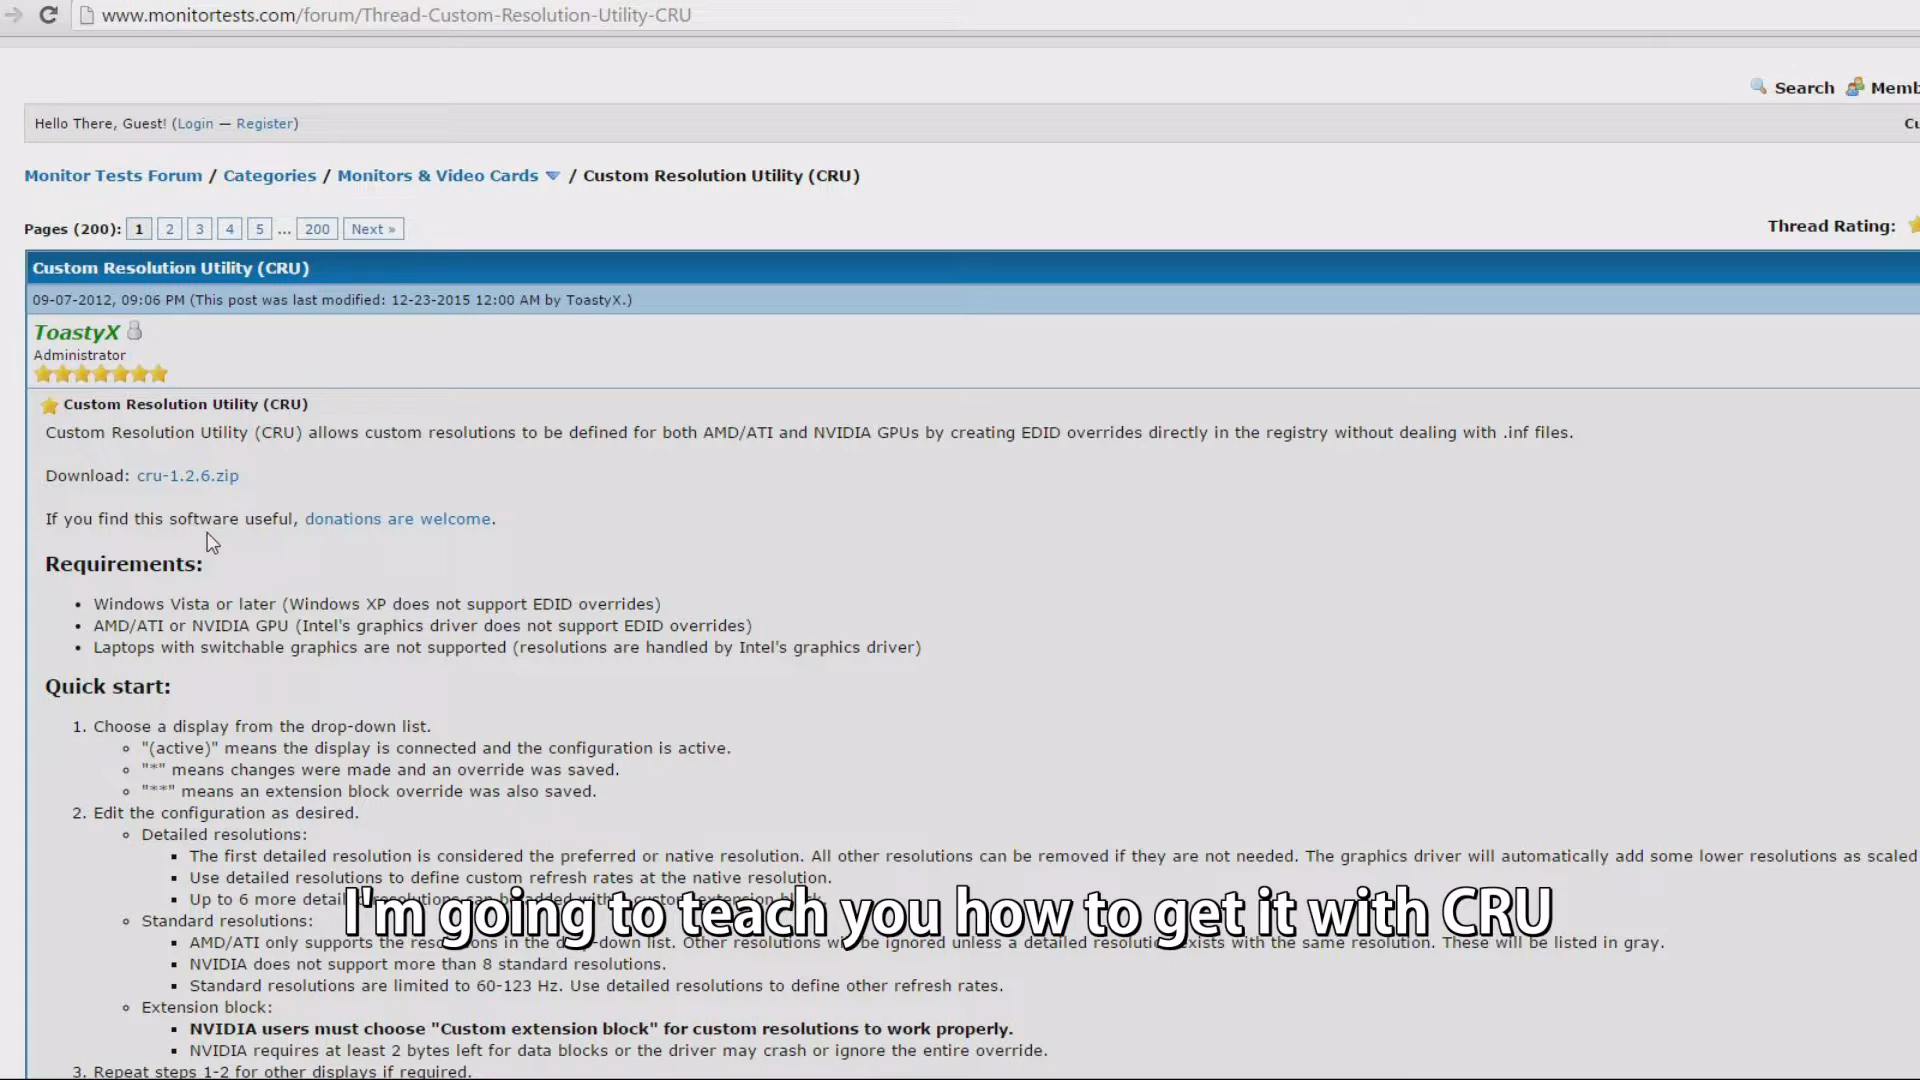 www.monitortests.com/forum/Thread-Custom-Resolution-Utility-CRU
Search Memb
Hello There, Guest! (Login — Register)
Cu
Monitor Tests Forum / Categories / Monitors & Video Cards / Custom Resolution Utility (CRU)
Pages (200): 1 2 3 4 5 ... 200 Next »
Thread Rating:
Custom Resolution Utility (CRU)
09-07-2012, 09:06 PM (This post was last modified: 12-23-2015 12:00 AM by ToastyX.)
ToastyX
Administrator
Custom Resolution Utility (CRU)
Custom Resolution Utility (CRU) allows custom resolutions to be defined for both AMD/ATI and NVIDIA GPUs by creating EDID overrides directly in the registry without dealing with .inf files.
Download: cru-1.2.6.zip
If you find this software useful, donations are welcome.
Requirements:
• Windows Vista or later (Windows XP does not support EDID overrides)
• AMD/ATI or NVIDIA GPU (Intel's graphics driver does not support EDID overrides)
• Laptops with switchable graphics are not supported (resolutions are handled by Intel's graphics driver)
Quick start:
1. Choose a display from the drop-down list.
"(active)" means the display is connected and the configuration is active.
"*" means changes were made and an override was saved.
"**" means an extension block override was also saved.
2. Edit the configuration as desired.
Detailed resolutions:
The first detailed resolution is considered the preferred or native resolution. All other resolutions can be removed if they are not needed. The graphics driver will automatically add some lower resolutions as scaled
Use detailed resolutions to define custom refresh rates at the native resolution.
Up to 6 more detailed resolutions can be added with a custom extension block.
I'm going to teach you how to get it with CRU
Standard resolutions:
AMD/ATI only supports the resolutions in the drop-down list. Other resolutions will be ignored unless a detailed resolution exists with the same resolution. These will be listed in gray.
NVIDIA does not support more than 8 standard resolutions.
Standard resolutions are limited to 60-123 Hz. Use detailed resolutions to define other refresh rates.
Extension block:
NVIDIA users must choose "Custom extension block" for custom resolutions to work properly.
NVIDIA requires at least 2 bytes left for data blocks or the driver may crash or ignore the entire override.
3. Repeat steps 1-2 for other displays if required.